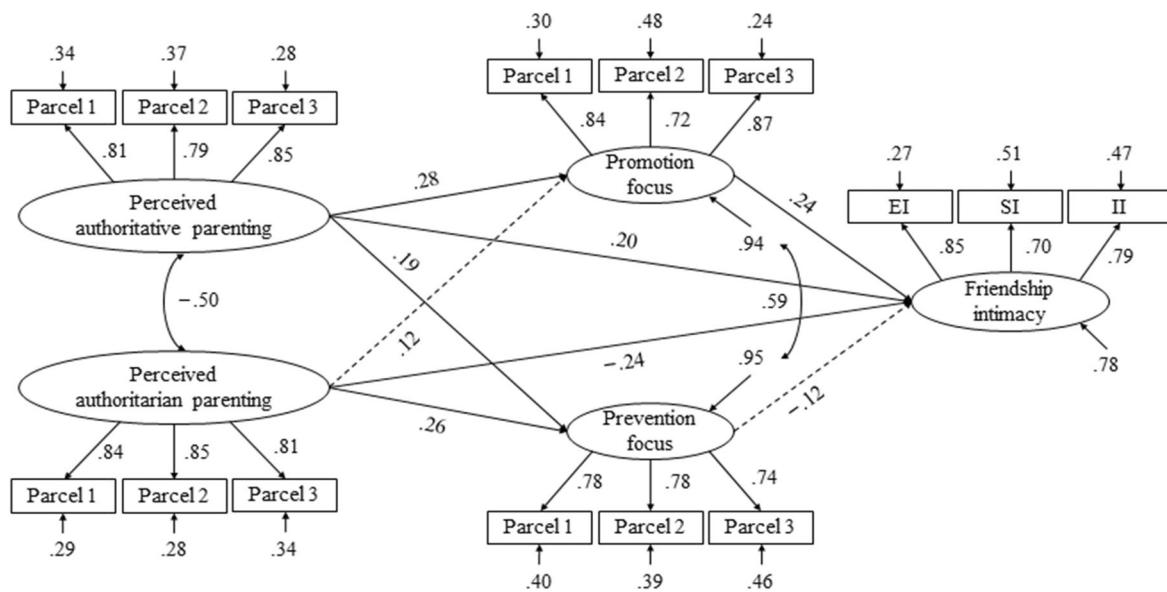 .34 .37 .28
Parcel 1 Parcel 2 Parcel 3
.81 .79 .85
Perceived
authoritative parenting
−.50
Perceived
authoritarian parenting
.84 .85 .81
Parcel 1 Parcel 2 Parcel 3
.29 .28 .34
.28
.19
.12
.20
−.24
.26
.30 .48 .24
Parcel 1 Parcel 2 Parcel 3
.84 .72 .87
Promotion
focus
.94
.59
.95
Prevention
focus
.78 .78 .74
Parcel 1 Parcel 2 Parcel 3
.40 .39 .46
.24
−.12
.27 .51 .47
EI SI II
.85 .70 .79
Friendship
intimacy
.78